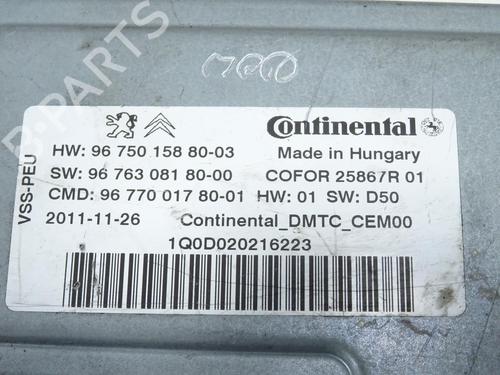 Continental
HW: 96 750 158 80-03 Made in Hungary
SW: 96 763 081 80-00 COFOR 25867R 01
CMD: 96 770 017 80-01 HW: 01 SW: D50
2011-11-26 Continental_DMTC_CEM00
1Q0D020216223
VSS-PEU
B-PARTS